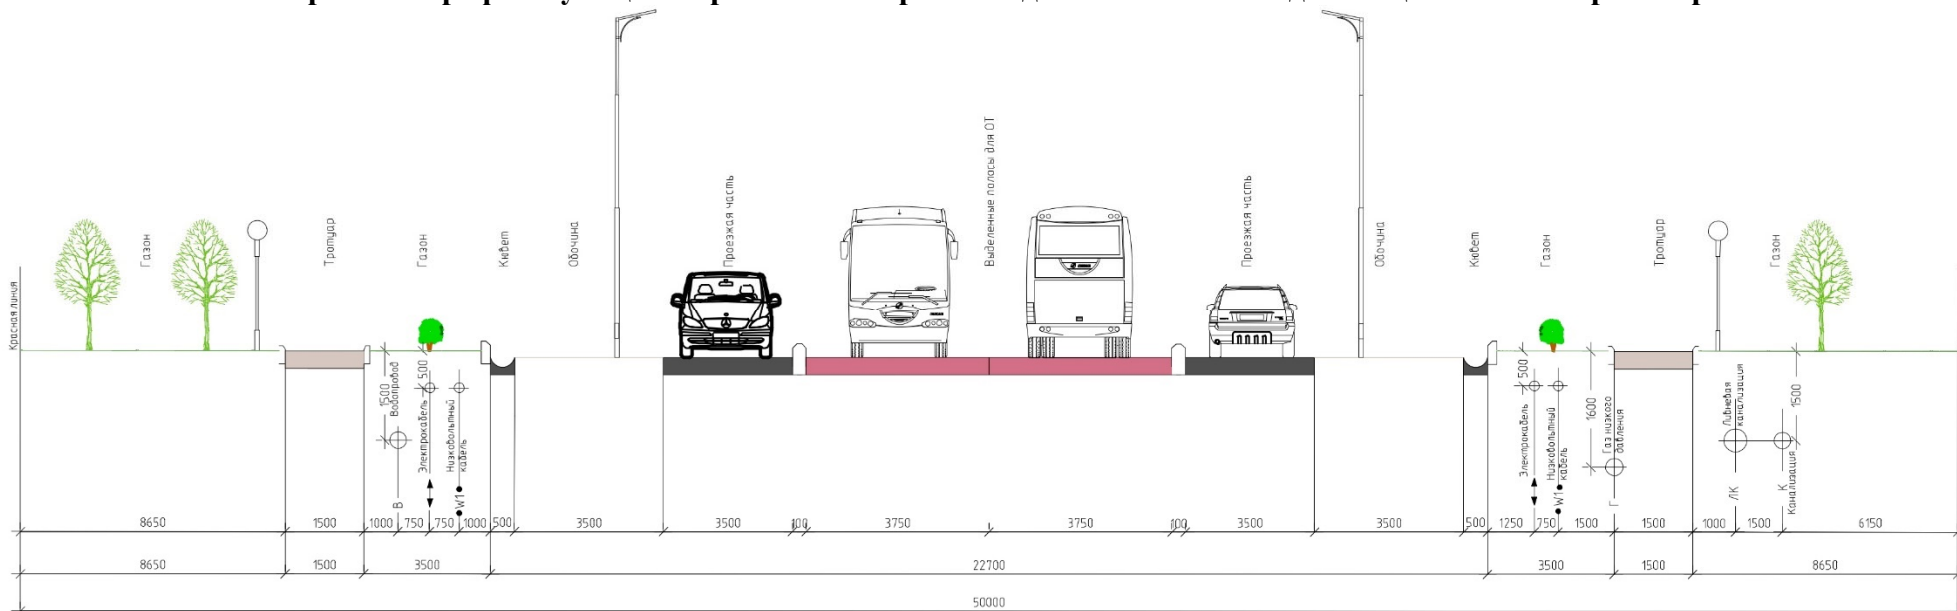 Красная линия
Газон
Тротуар
Газон
Кювет
Обочина
Проезжая часть
Выделенные полосы для ОТ
Проезжая часть
Обочина
Кювет
Газон
Тротуар
Газон
1500
Водопровод
500
Электрокабель
Низковольтный
кабель
В
W1
500
Электрокабель
Низковольтный
кабель
W1
1600
Газ низкого
давления
Г
Ливневая
канализация
ЛК
1500
К
Канализация
8650 1500 1000 750 750 1000 500 3500 3500 3750 3750 3500 3500 500 1250 750 1500 1500 1000 1500 6150
8650 1500 3500 22700 3500 1500 8650
50000